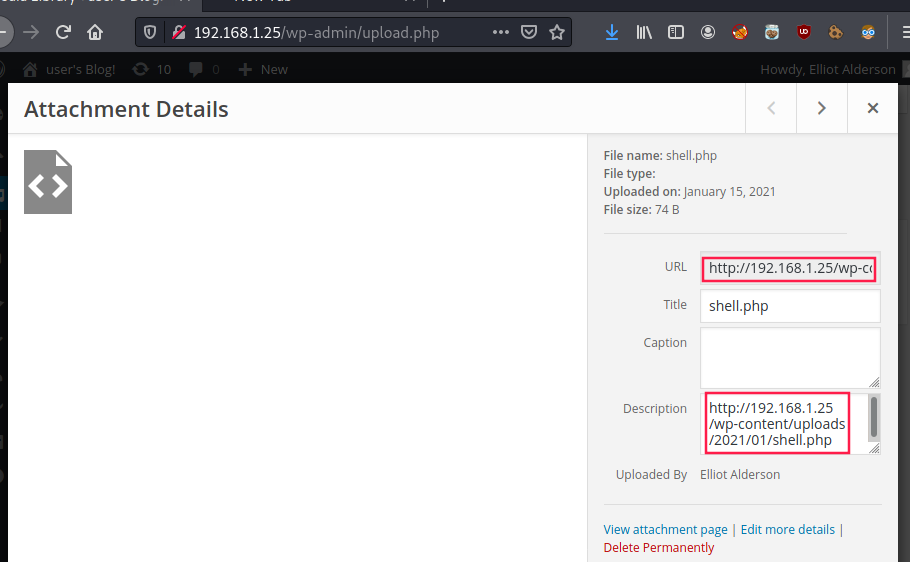 192.168.1.25/wp-admin/upload.php
user's Blog! 10 0 New Howdy, Elliot Alderson
Attachment Details
File name: shell.php
File type:
Uploaded on: January 15, 2021
File size: 74 B
URL http://192.168.1.25/wp-co
Title shell.php
Caption
Description http://192.168.1.25
/wp-content/uploads
/2021/01/shell.php
Uploaded By Elliot Alderson
View attachment page | Edit more details |
Delete Permanently